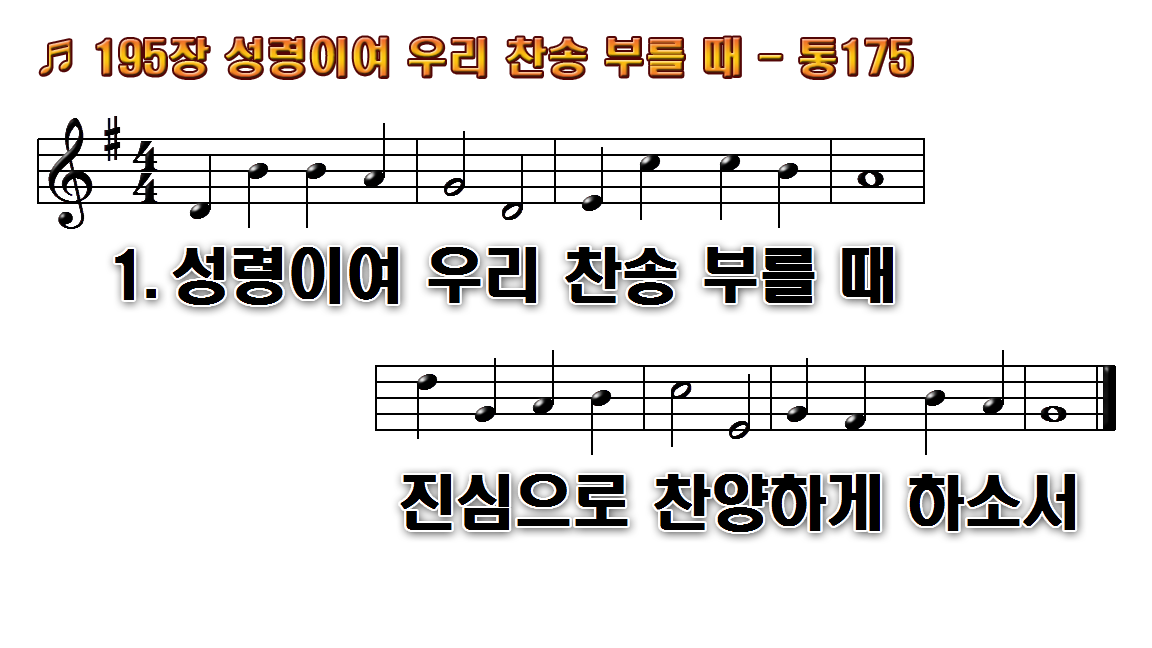 ♬ 195장 성령이여 우리 찬송 부를 때 - 통175
4
4
1. 성령이여 우리 찬송 부를 때
진심으로 찬양하게 하소서